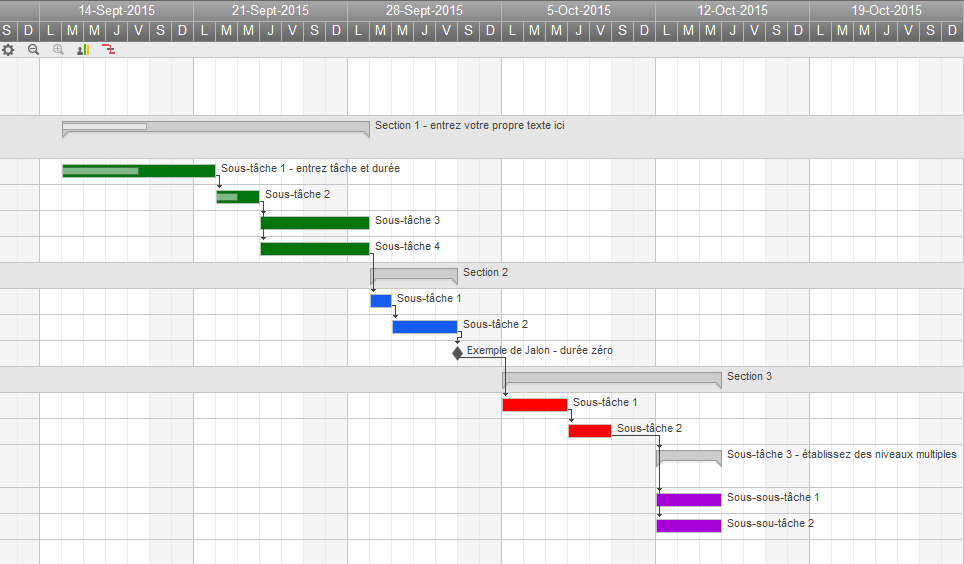 14-Sept-2015 21-Sept-2015 28-Sept-2015 5-Oct-2015 12-Oct-2015 19-Oct-2015
S D L M M J V S D L M M J V S D L M M J V S D L M M J V S D L M M J V S D L M M J V S D
Section 1 - entrez votre propre texte ici
Sous-tâche 1 - entrez tâche et durée
Sous-tâche 2
Sous-tâche 3
Sous-tâche 4
Section 2
Sous-tâche 1
Sous-tâche 2
Exemple de Jalon - durée zéro
Section 3
Sous-tâche 1
Sous-tâche 2
Sous-tâche 3 - établissez des niveaux multiples
Sous-sous-tâche 1
Sous-sou-tâche 2